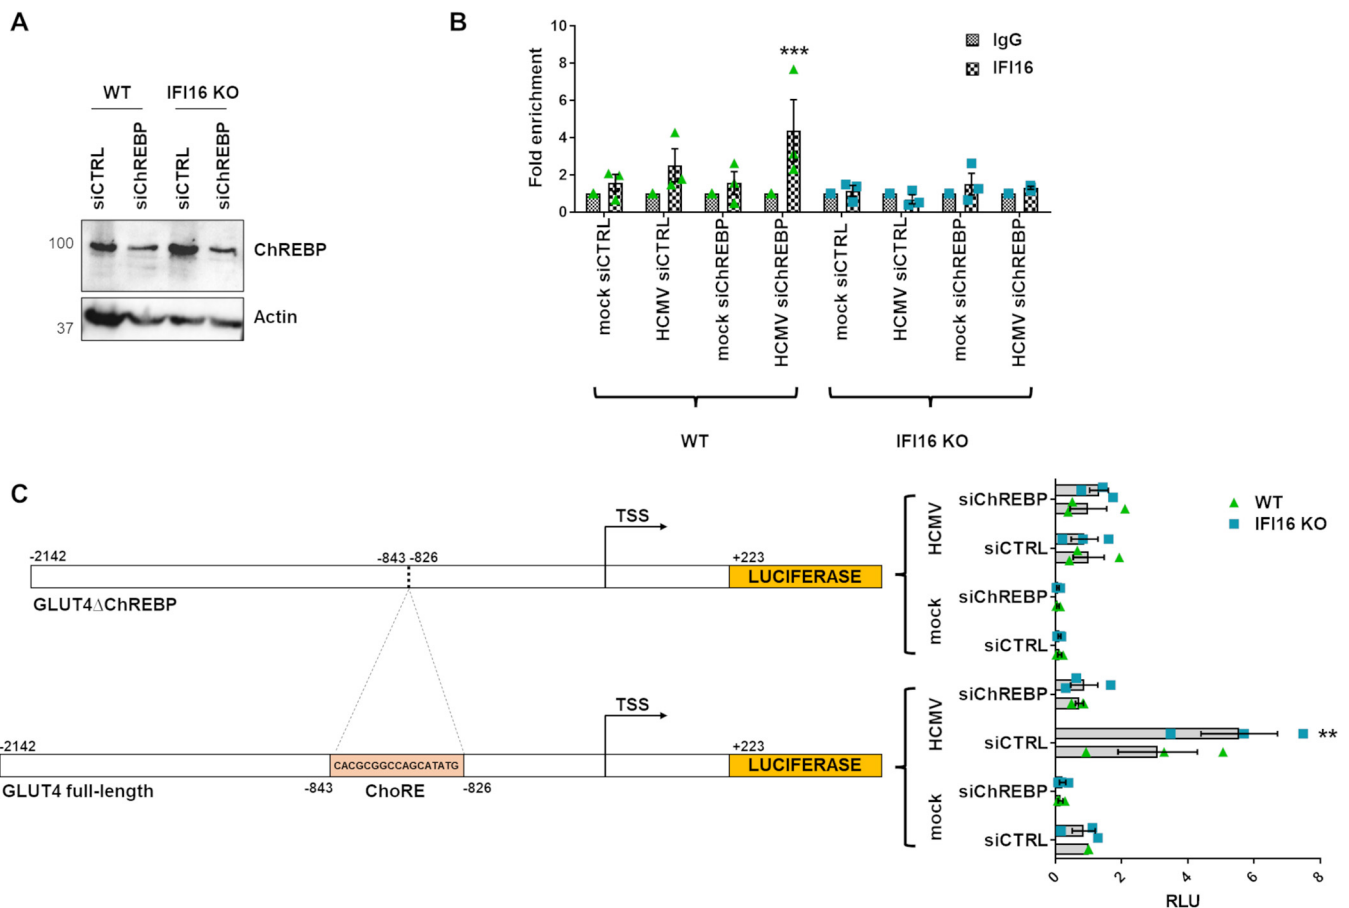 A
WT IFI16 KO
siCTRL siChREBP siCTRL siChREBP
100 ChREBP
37 Actin
B
Fold enrichment
10
8
6
4
2
0
***
IgG
IFI16
mock siCTRL
HCMV siCTRL
mock siChREBP
HCMV siChREBP
mock siCTRL
HCMV siCTRL
mock siChREBP
HCMV siChREBP
WT IFI16 KO
C
-2142 -843 -826 TSS +223
LUCIFERASE
GLUT4ΔChREBP
-2142 TSS +223
CACGCGGCCAGCATATG LUCIFERASE
GLUT4 full-length -843 ChoRE -826
HCMV
siChREBP
siCTRL
mock
siChREBP
siCTRL
HCMV
siChREBP
siCTRL
**
mock
siChREBP
siCTRL
0 2 4 6 8
RLU
WT
IFI16 KO